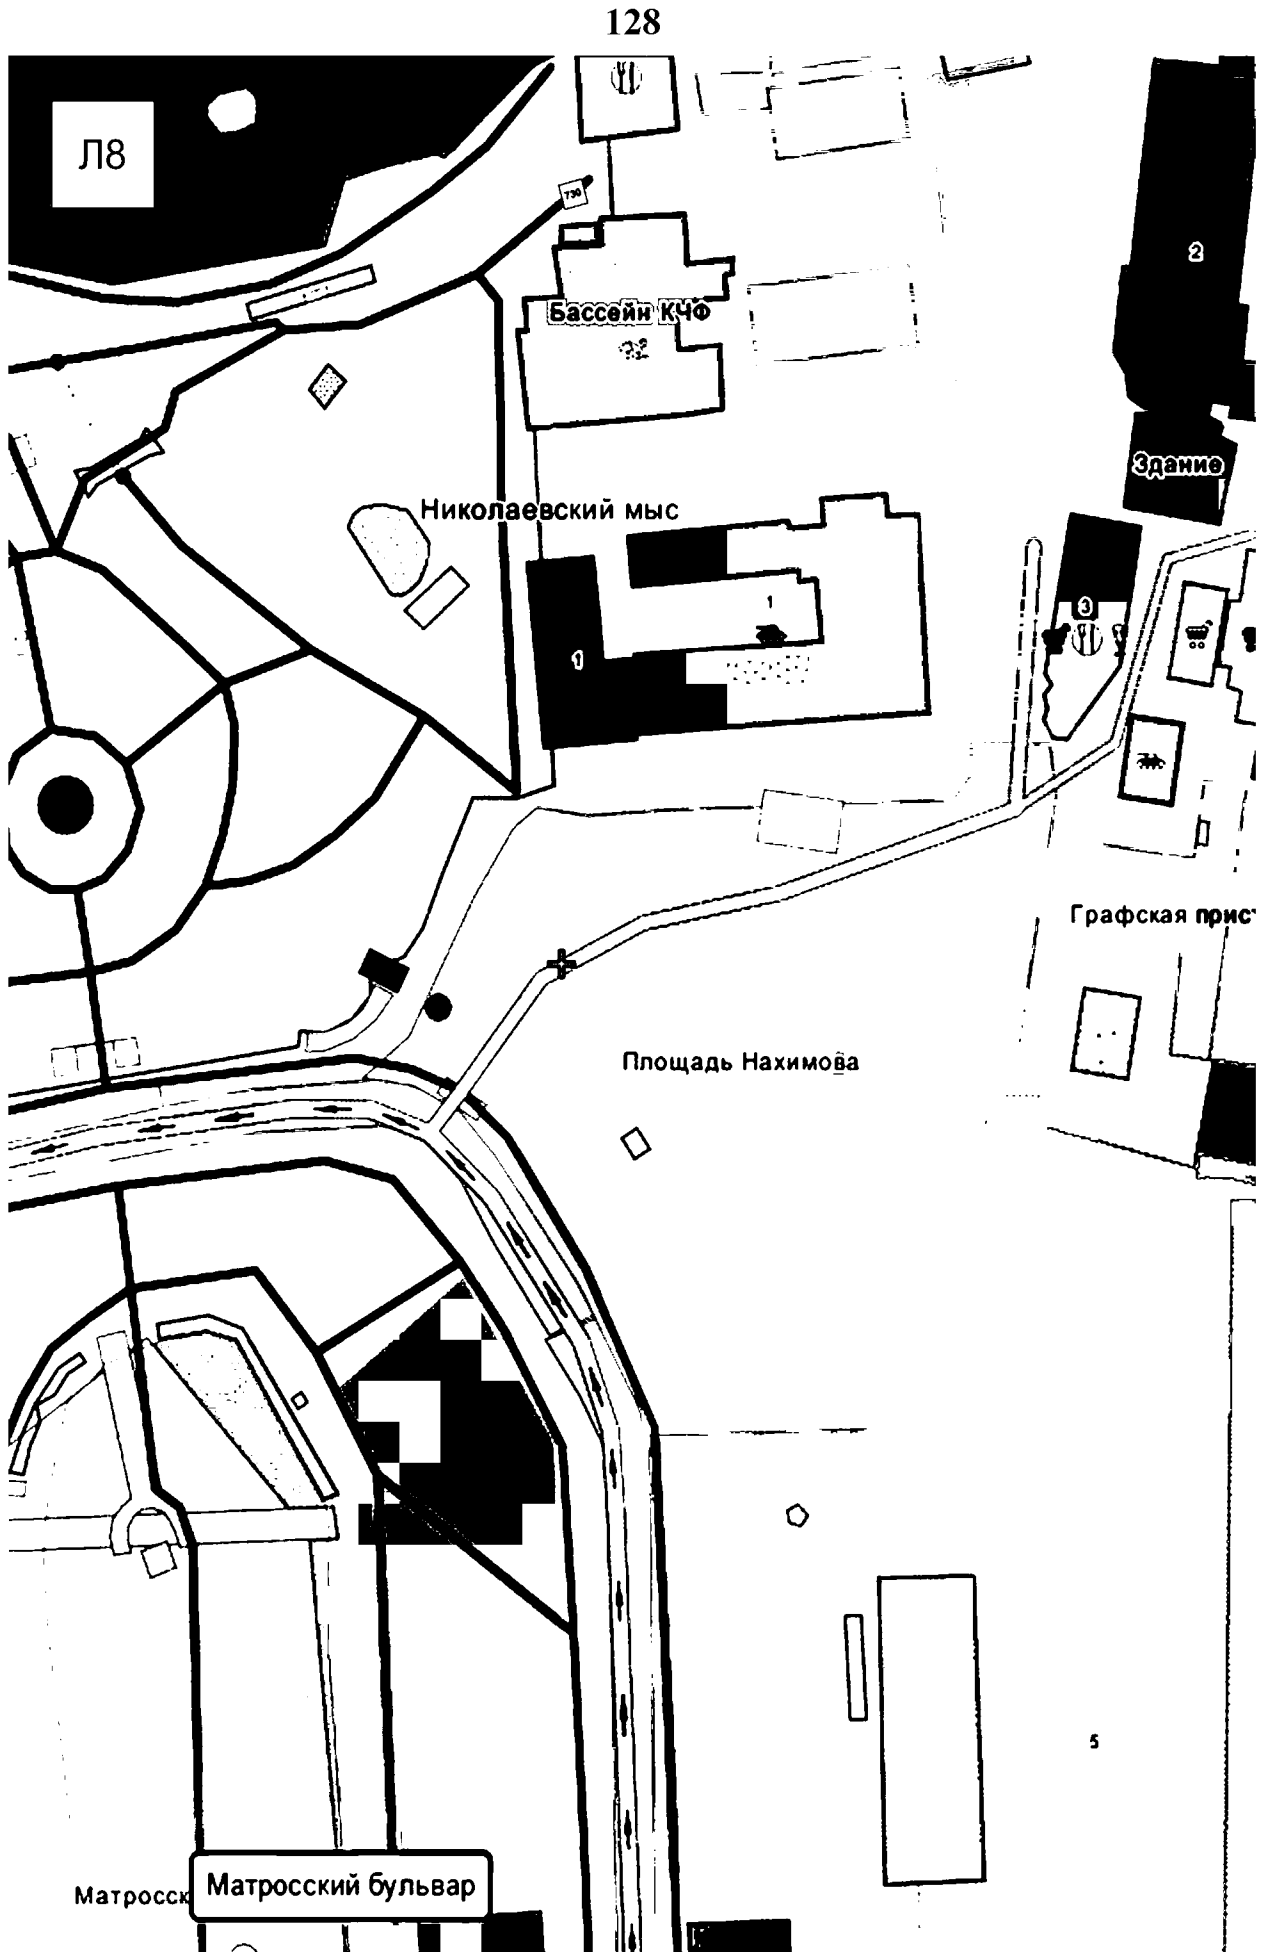 128
Л8
730
2
Бассейн КЧФ
Здание
Николаевский мыс
1
3
1
Графская прист
Площадь Нахимова
5
Матросск
Матросский бульвар